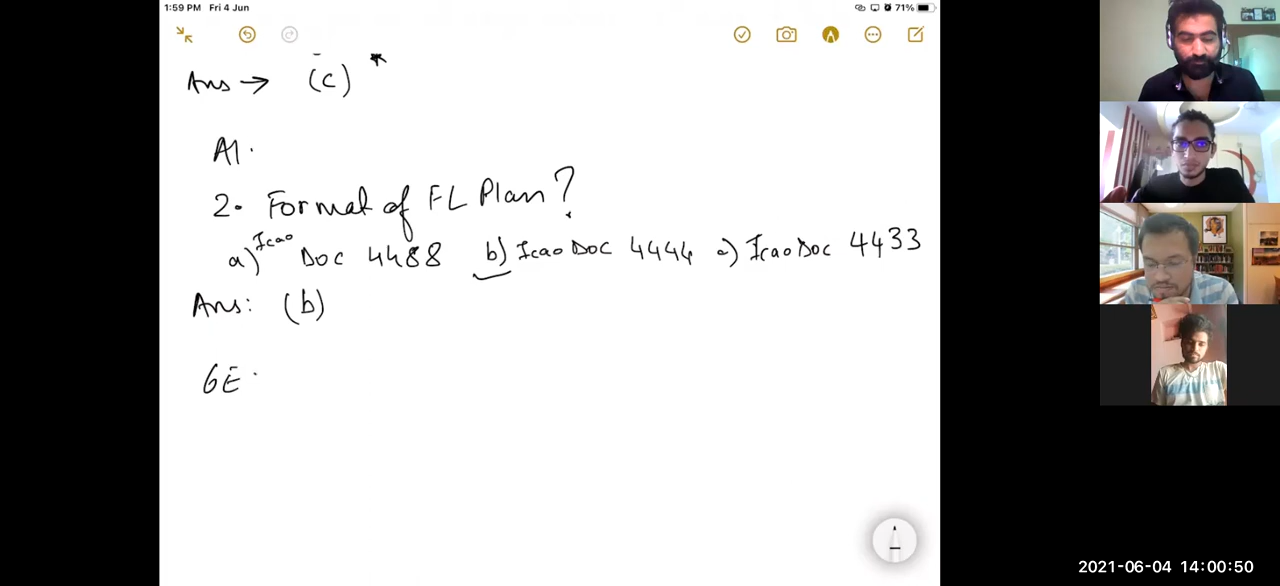 1:59 PM Fri 4 Jun
71%
Ans → (c) *
A1.
2. Format of FL Plan?
a) Icao Doc 4488 b) Icao Doc 4444 c) Icao Doc 4433
Ans: (b)
GE.
2021-06-04 14:00:50